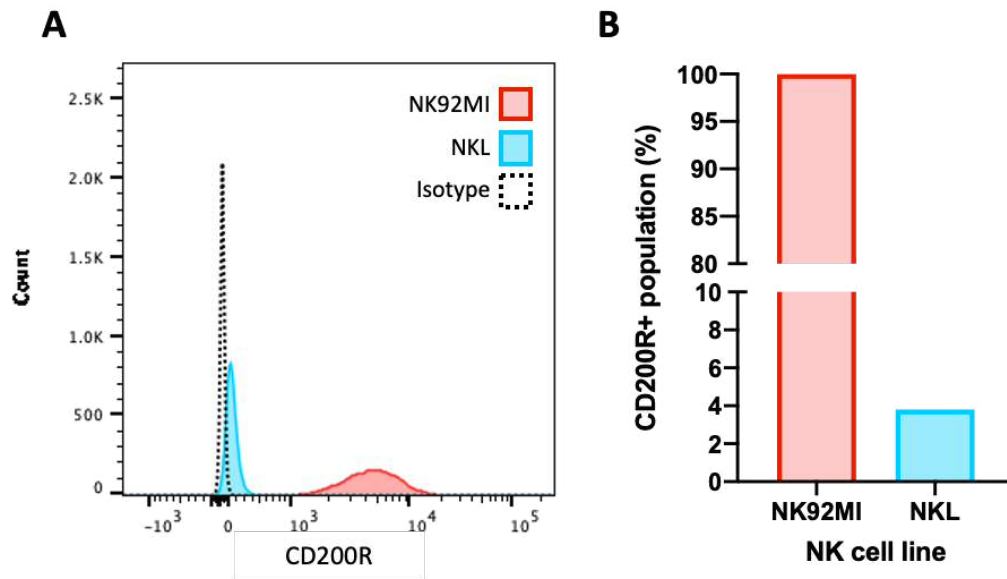 A
Count
2.5K
2.0K
1.5K
1.0K
500
0
NK92MI
NKL
Isotype
-10³
0
10³
10⁴
10⁵
CD200R
B
CD200R+ population (%)
100
95
90
85
80
10
8
6
4
2
0
NK92MI
NKL
NK cell line